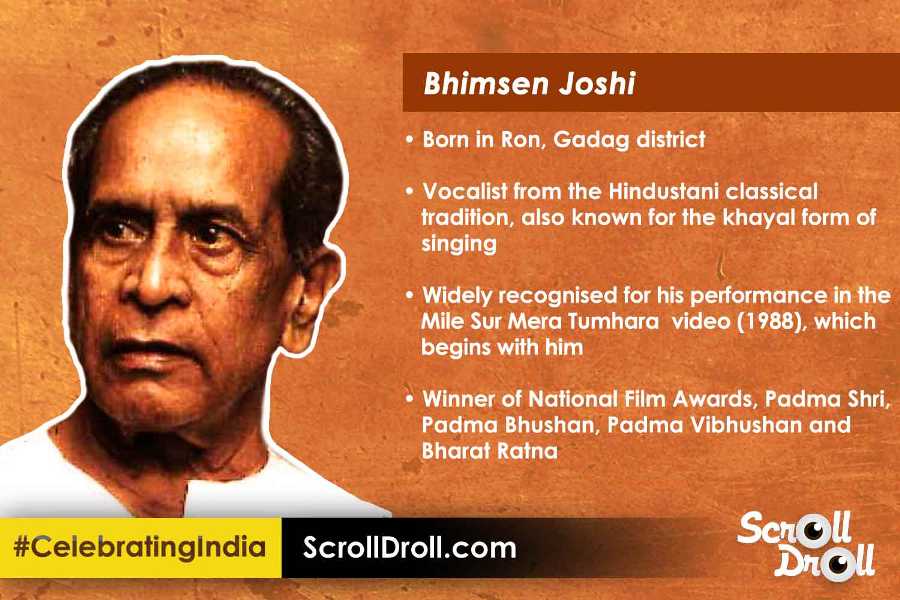 Bhimsen Joshi
• Born in Ron, Gadag district
• Vocalist from the Hindustani classical
tradition, also known for the khayal form of
singing
• Widely recognised for his performance in the
Mile Sur Mera Tumhara video (1988), which
begins with him
• Winner of National Film Awards, Padma Shri,
Padma Bhushan, Padma Vibhushan and
Bharat Ratna
#CelebratingIndia
ScrollDroll.com
Scroll
Droll